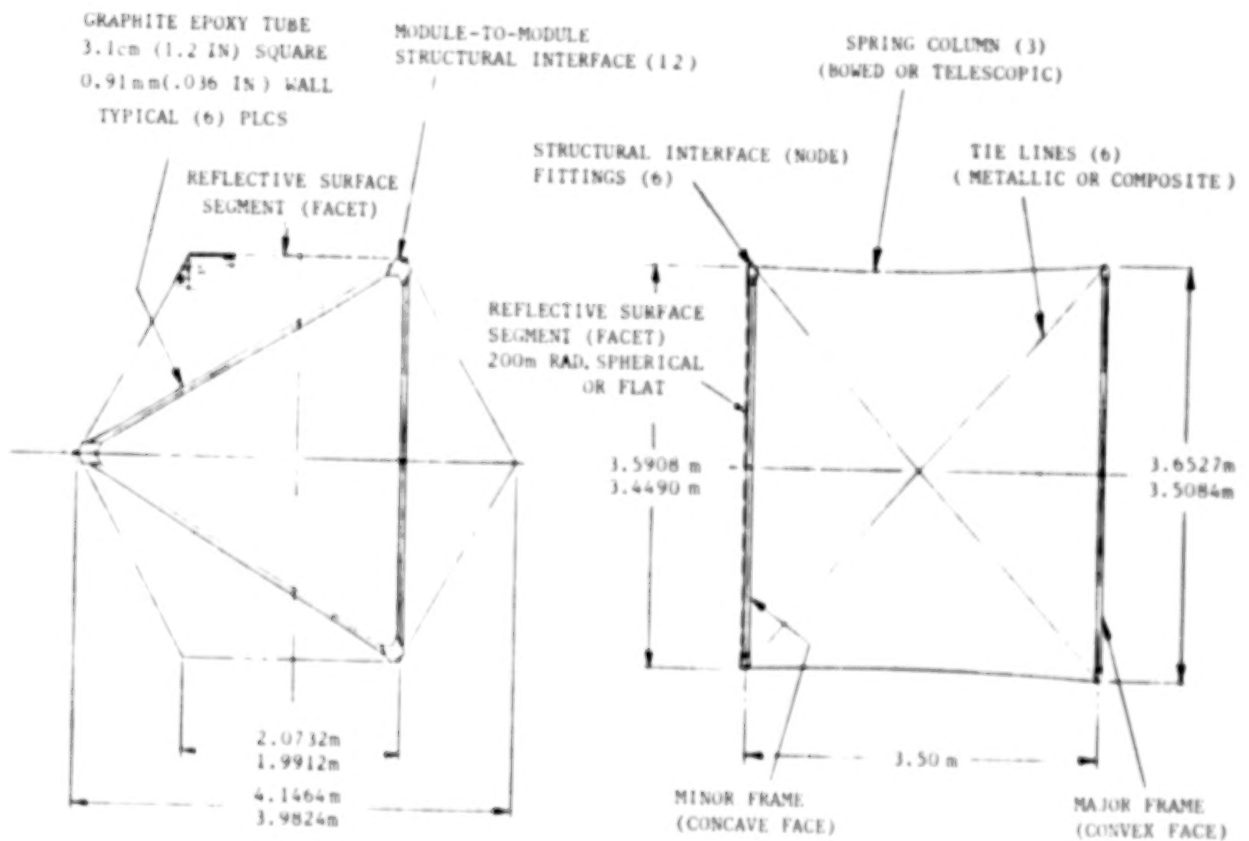 GRAPHITE EPOXY TUBE
3.1cm (1.2 IN) SQUARE
0.91mm(.036 IN) WALL
TYPICAL (6) PLCS
MODULE-TO-MODULE
STRUCTURAL INTERFACE (12)
REFLECTIVE SURFACE
SEGMENT (FACET)
SPRING COLUMN (3)
(BOWED OR TELESCOPIC)
STRUCTURAL INTERFACE (NODE)
FITTINGS (6)
TIE LINES (6)
(METALLIC OR COMPOSITE)
REFLECTIVE SURFACE
SEGMENT (FACET)
200m RAD. SPHERICAL
OR FLAT
3.5908 m
3.4490 m
3.6527m
3.5084m
2.0732m
1.9912m
4.1464m
3.9824m
3.50 m
MINOR FRAME
(CONCAVE FACE)
MAJOR FRAME
(CONVEX FACE)